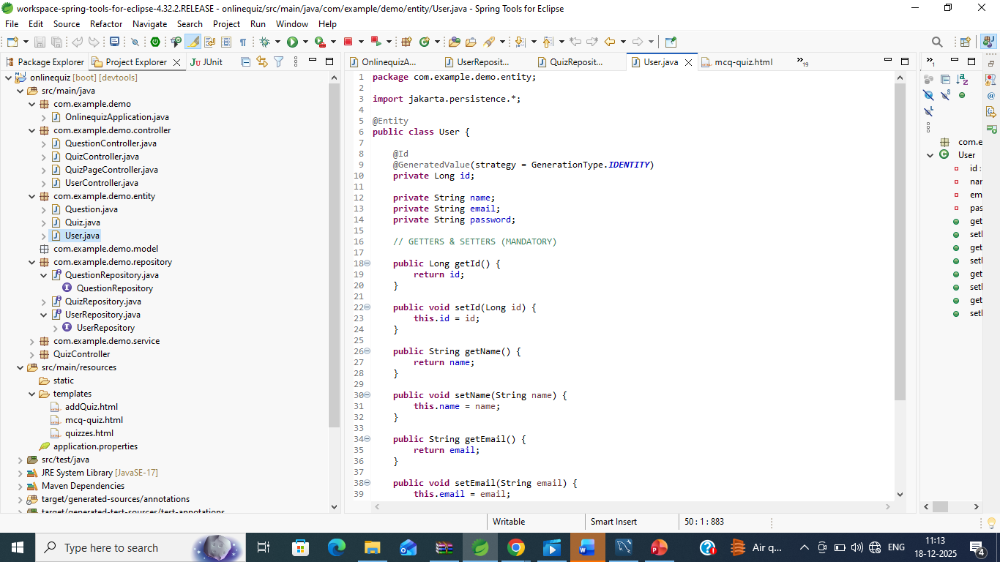 workspace-spring-tools-for-eclipse-4.32.2.RELEASE - onlinequiz/src/main/java/com/example/demo/entity/User.java - Spring Tools for Eclipse
File Edit Source Refactor Navigate Search Project Run Window Help
Package Explorer Project Explorer JUnit
OnlinequizA... UserReposit... QuizReposit... User.java mcq-quiz.html 19
1
onlinequiz [boot] [devtools]
src/main/java
com.example.demo
OnlinequizApplication.java
com.example.demo.controller
QuestionController.java
QuizController.java
QuizPageController.java
UserController.java
com.example.demo.entity
Question.java
Quiz.java
User.java
com.example.demo.model
com.example.demo.repository
QuestionRepository.java
QuestionRepository
QuizRepository.java
UserRepository.java
UserRepository
com.example.demo.service
QuizController
src/main/resources
static
templates
addQuiz.html
mcq-quiz.html
quizzes.html
application.properties
src/test/java
JRE System Library [JavaSE-17]
Maven Dependencies
target/generated-sources/annotations
target/generated-test-sources/test-annotations
1 package com.example.demo.entity;
2
3 import jakarta.persistence.*;
4
5 @Entity
6 public class User {
7
8 @Id
9 @GeneratedValue(strategy = GenerationType.IDENTITY)
10 private Long id;
11
12 private String name;
13 private String email;
14 private String password;
15
16 // GETTERS & SETTERS (MANDATORY)
17
18 public Long getId() {
19 return id;
20 }
21
22 public void setId(Long id) {
23 this.id = id;
24 }
25
26 public String getName() {
27 return name;
28 }
29
30 public void setName(String name) {
31 this.name = name;
32 }
33
34 public String getEmail() {
35 return email;
36 }
37
38 public void setEmail(String email) {
39 this.email = email;
com.e
User
id :
nar
em
pas
get
setl
get
setl
get
setl
get
setl
Writable Smart Insert 50 : 1 : 883
Type here to search
Air q... ENG
11:13
18-12-2025
4